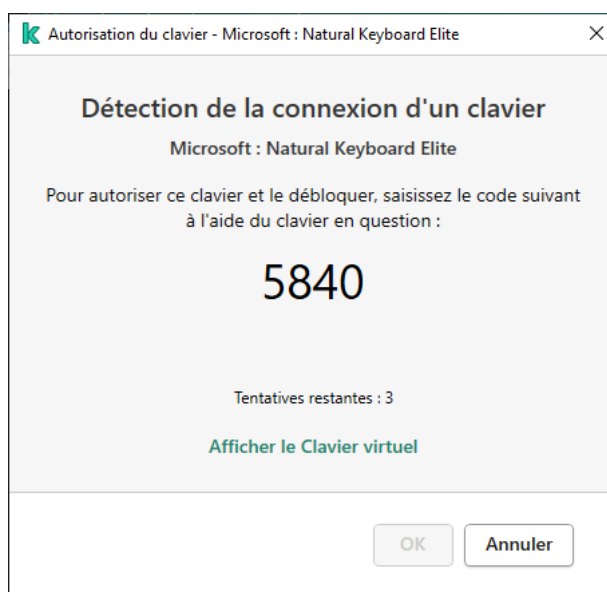 Autorisation du clavier - Microsoft : Natural Keyboard Elite
Détection de la connexion d'un clavier
Microsoft : Natural Keyboard Elite
Pour autoriser ce clavier et le débloquer, saisissez le code suivant
à l'aide du clavier en question :
5840
Tentatives restantes : 3
Afficher le Clavier virtuel
OK
Annuler